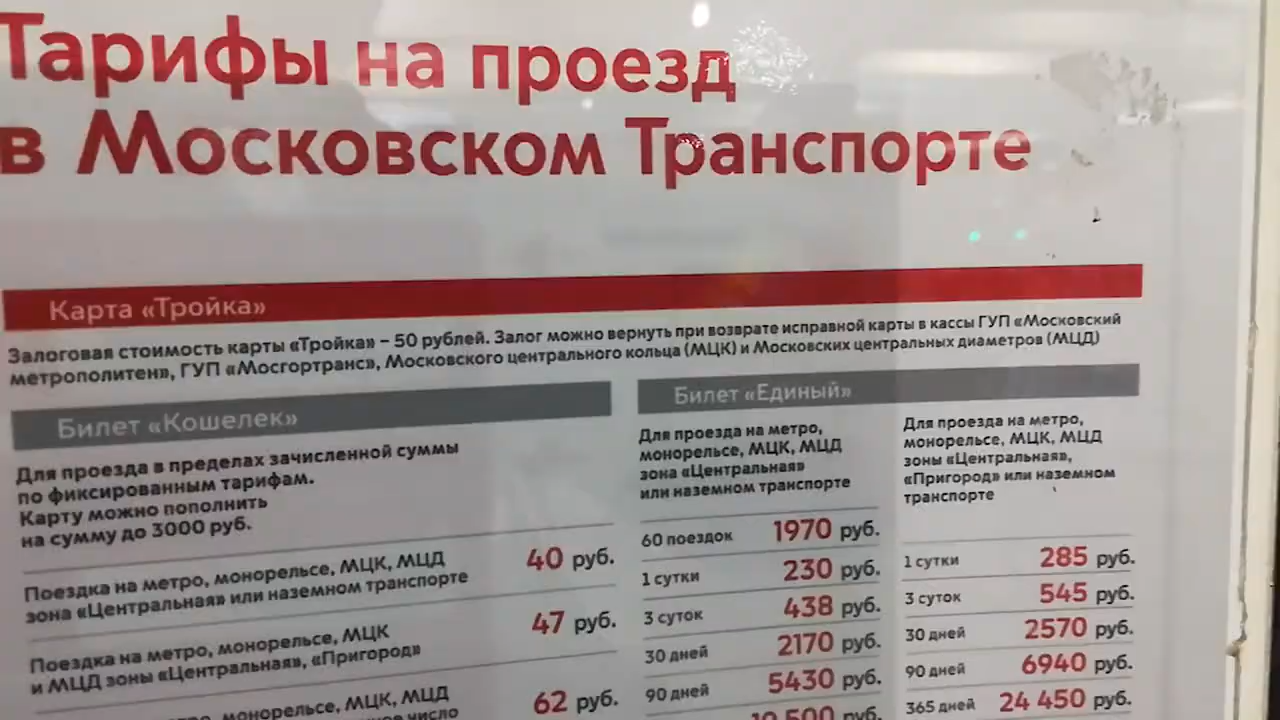 Тарифы на проезд
в Московском Транспорте
Карта «Тройка»
Залоговая стоимость карты «Тройка» – 50 рублей. Залог можно вернуть при возврате исправной карты в кассы ГУП «Московский
метрополитен», ГУП «Мосгортранс», Московского центрального кольца (МЦК) и Московских центральных диаметров (МЦД)
Билет «Кошелек»
Для проезда в пределах зачисленной суммы
по фиксированным тарифам.
Карту можно пополнить
на сумму до 3000 руб.
Поездка на метро, монорельсе, МЦК, МЦД
зона «Центральная» или наземном транспорте
40 руб.
Поездка на метро, монорельсе, МЦК
и МЦД зоны «Центральная», «Пригород»
47 руб.
монорельсе, МЦК, МЦД
число
62 руб.
Билет «Единый»
Для проезда на метро,
монорельсе, МЦК, МЦД
зона «Центральная»
или наземном транспорте
60 поездок 1970 руб.
1 сутки 230 руб.
3 суток 438 руб.
30 дней 2170 руб.
90 дней 5430 руб.
руб.
Для проезда на метро,
монорельсе, МЦК, МЦД
зоны «Центральная»,
«Пригород» или наземном
транспорте
1 сутки 285 руб.
3 суток 545 руб.
30 дней 2570 руб.
90 дней 6940 руб.
365 дней 24 450 руб.